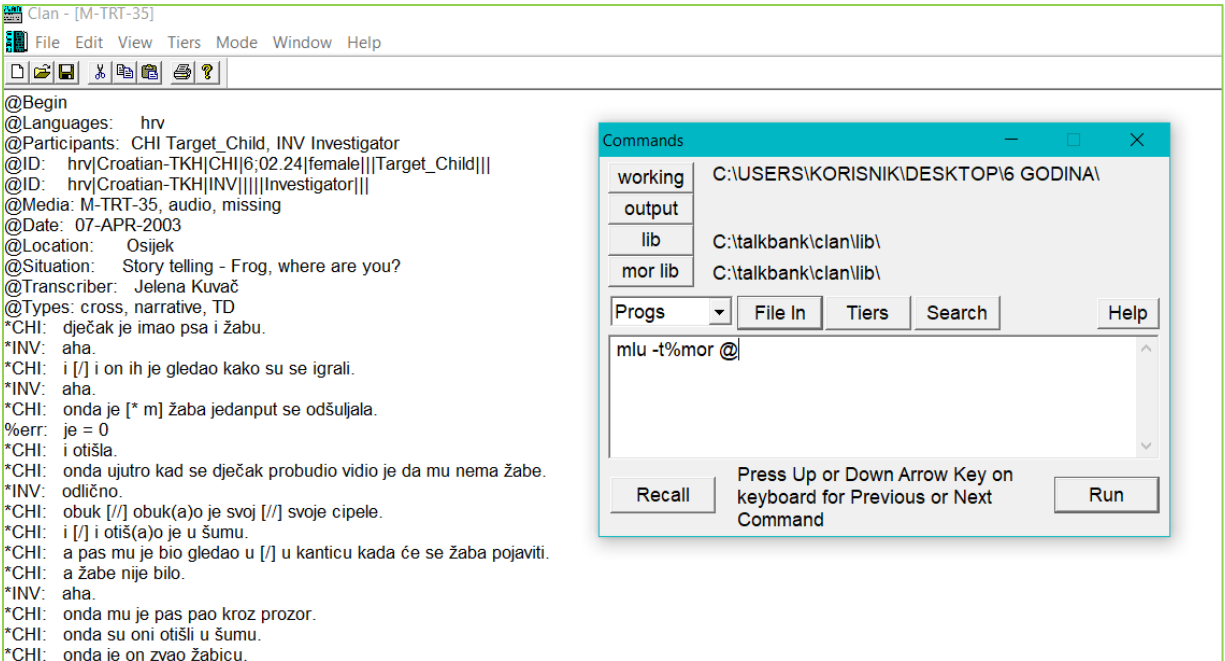 Clan - [M-TRT-35]
File Edit View Tiers Mode Window Help
@Begin
@Languages: hrv
@Participants: CHI Target_Child, INV Investigator
@ID: hrv|Croatian-TKH|CHI|6;02.24|female|||Target_Child|||
@ID: hrv|Croatian-TKH|INV|||||Investigator|||
@Media: M-TRT-35, audio, missing
@Date: 07-APR-2003
@Location: Osijek
@Situation: Story telling - Frog, where are you?
@Transcriber: Jelena Kuvač
@Types: cross, narrative, TD
*CHI: dječak je imao psa i žabu.
*INV: aha.
*CHI: i [/] i on ih je gledao kako su se igrali.
*INV: aha.
*CHI: onda je [* m] žaba jedanput se odšuljala.
%err: je = 0
*CHI: i otišla.
*CHI: onda ujutro kad se dječak probudio vidio je da mu nema žabe.
*INV: odlično.
*CHI: obuk [//] obuk(a)o je svoj [//] svoje cipele.
*CHI: i [/] i otiš(a)o je u šumu.
*CHI: a pas mu je bio gledao u [/] u kanticu kada će se žaba pojaviti.
*CHI: a žabe nije bilo.
*INV: aha.
*CHI: onda mu je pas pao kroz prozor.
*CHI: onda su oni otišli u šumu.
*CHI: onda je on zvao žabicu.
Commands
working C:\USERS\KORISNIK\DESKTOP\6 GODINA\
output
lib C:\talkbank\clan\lib\
mor lib C:\talkbank\clan\lib\
Progs File In Tiers Search Help
mlu -t%mor @
Recall
Press Up or Down Arrow Key on
keyboard for Previous or Next
Command
Run